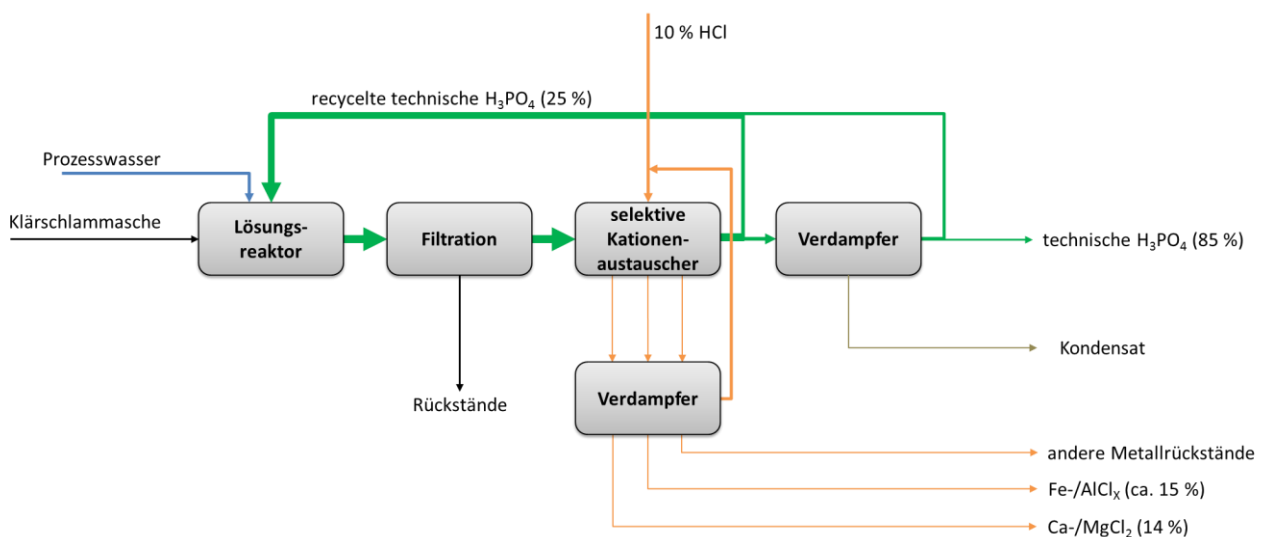 10 % HCl
recycelte technische H₃PO₄ (25 %)
Prozesswasser
Klärschlammasche
Lösungs-
reaktor
Filtration
selektive
Kationen-
austauscher
Verdampfer
technische H₃PO₄ (85 %)
Kondensat
Rückstände
Verdampfer
andere Metallrückstände
Fe-/AlClₓ (ca. 15 %)
Ca-/MgCl₂ (14 %)